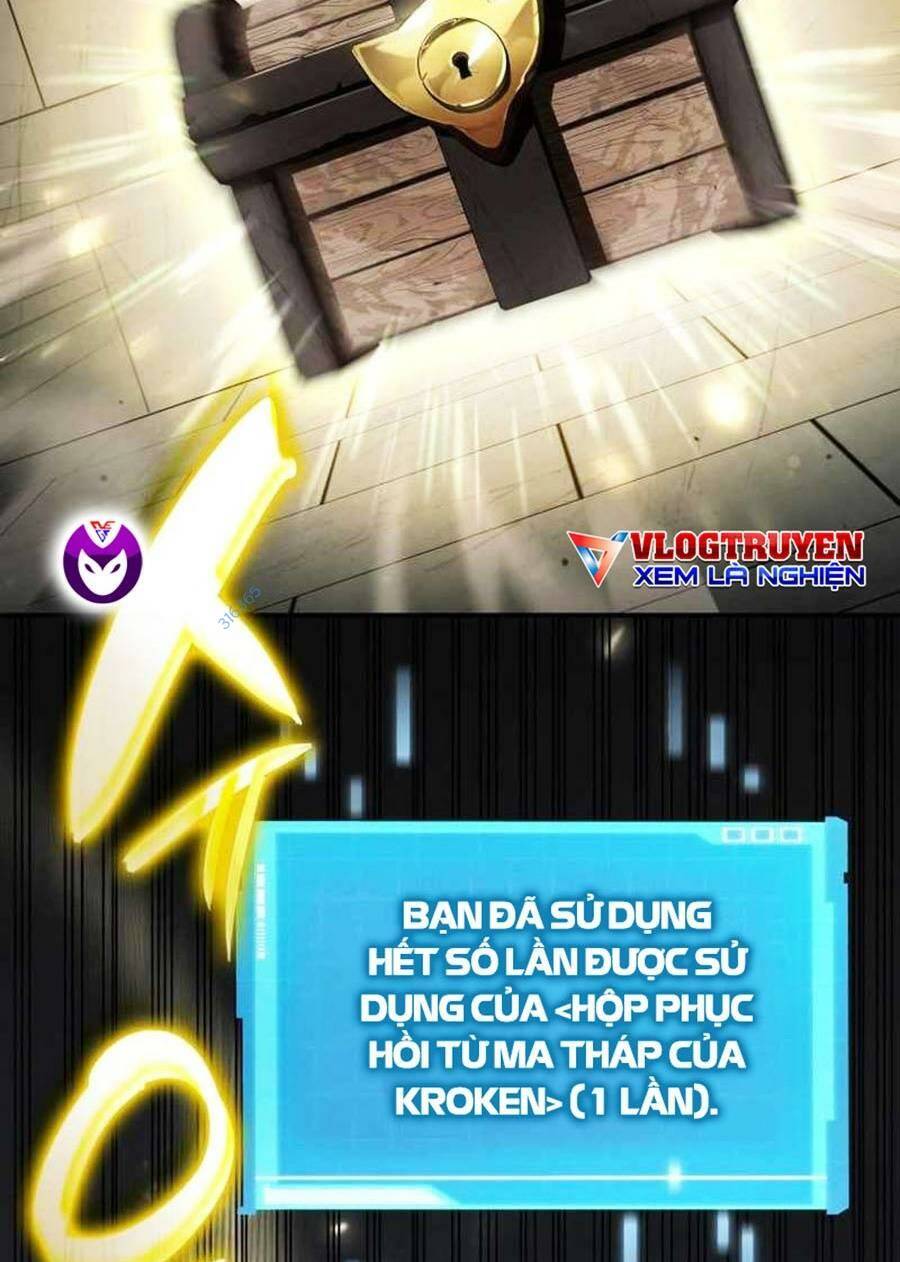 VLOGTRUYEN
XEM LÀ NGHIỆN
316365
BẠN ĐÃ SỬ DỤNG
HẾT SỐ LẦN ĐƯỢC SỬ
DỤNG CỦA <HỘP PHỤC
HỒI TỪ MA THÁP CỦA
KROKEN> (1 LẦN).